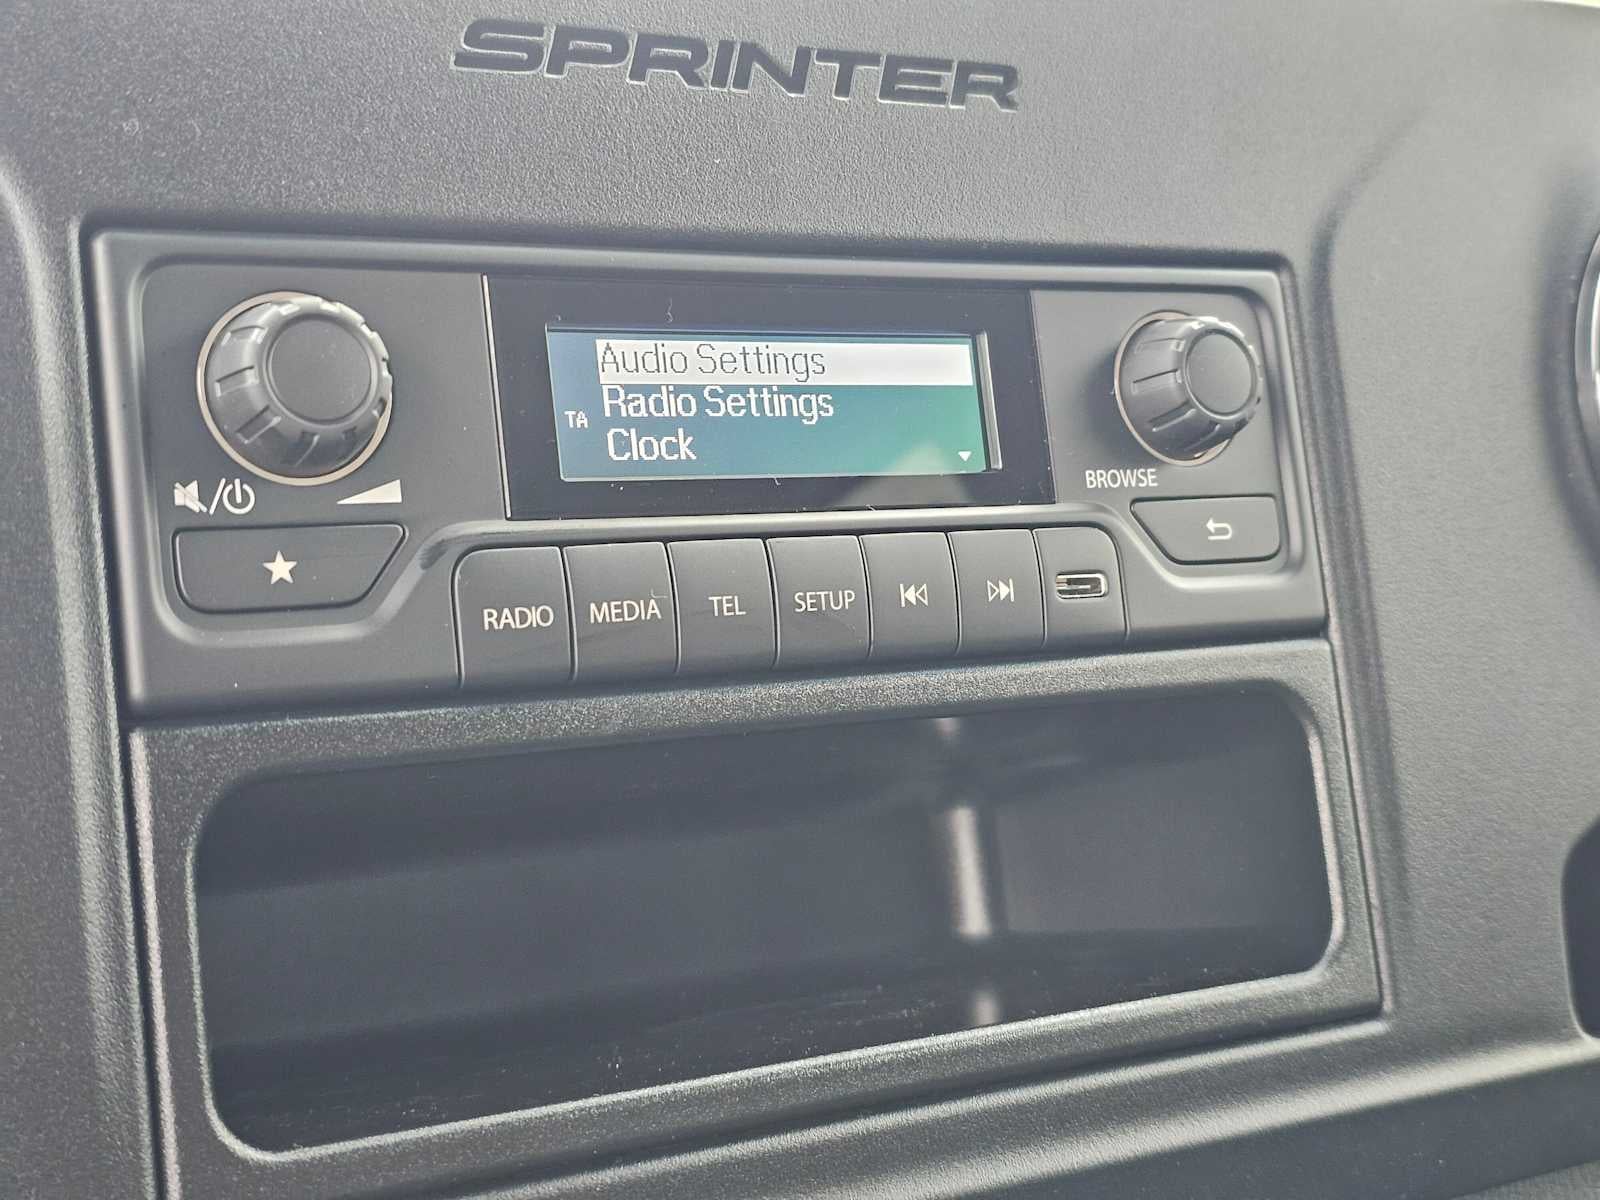 SPRINTER
Audio Settings
Radio Settings
TA
Clock
BROWSE
RADIO
MEDIA
TEL
SETUP